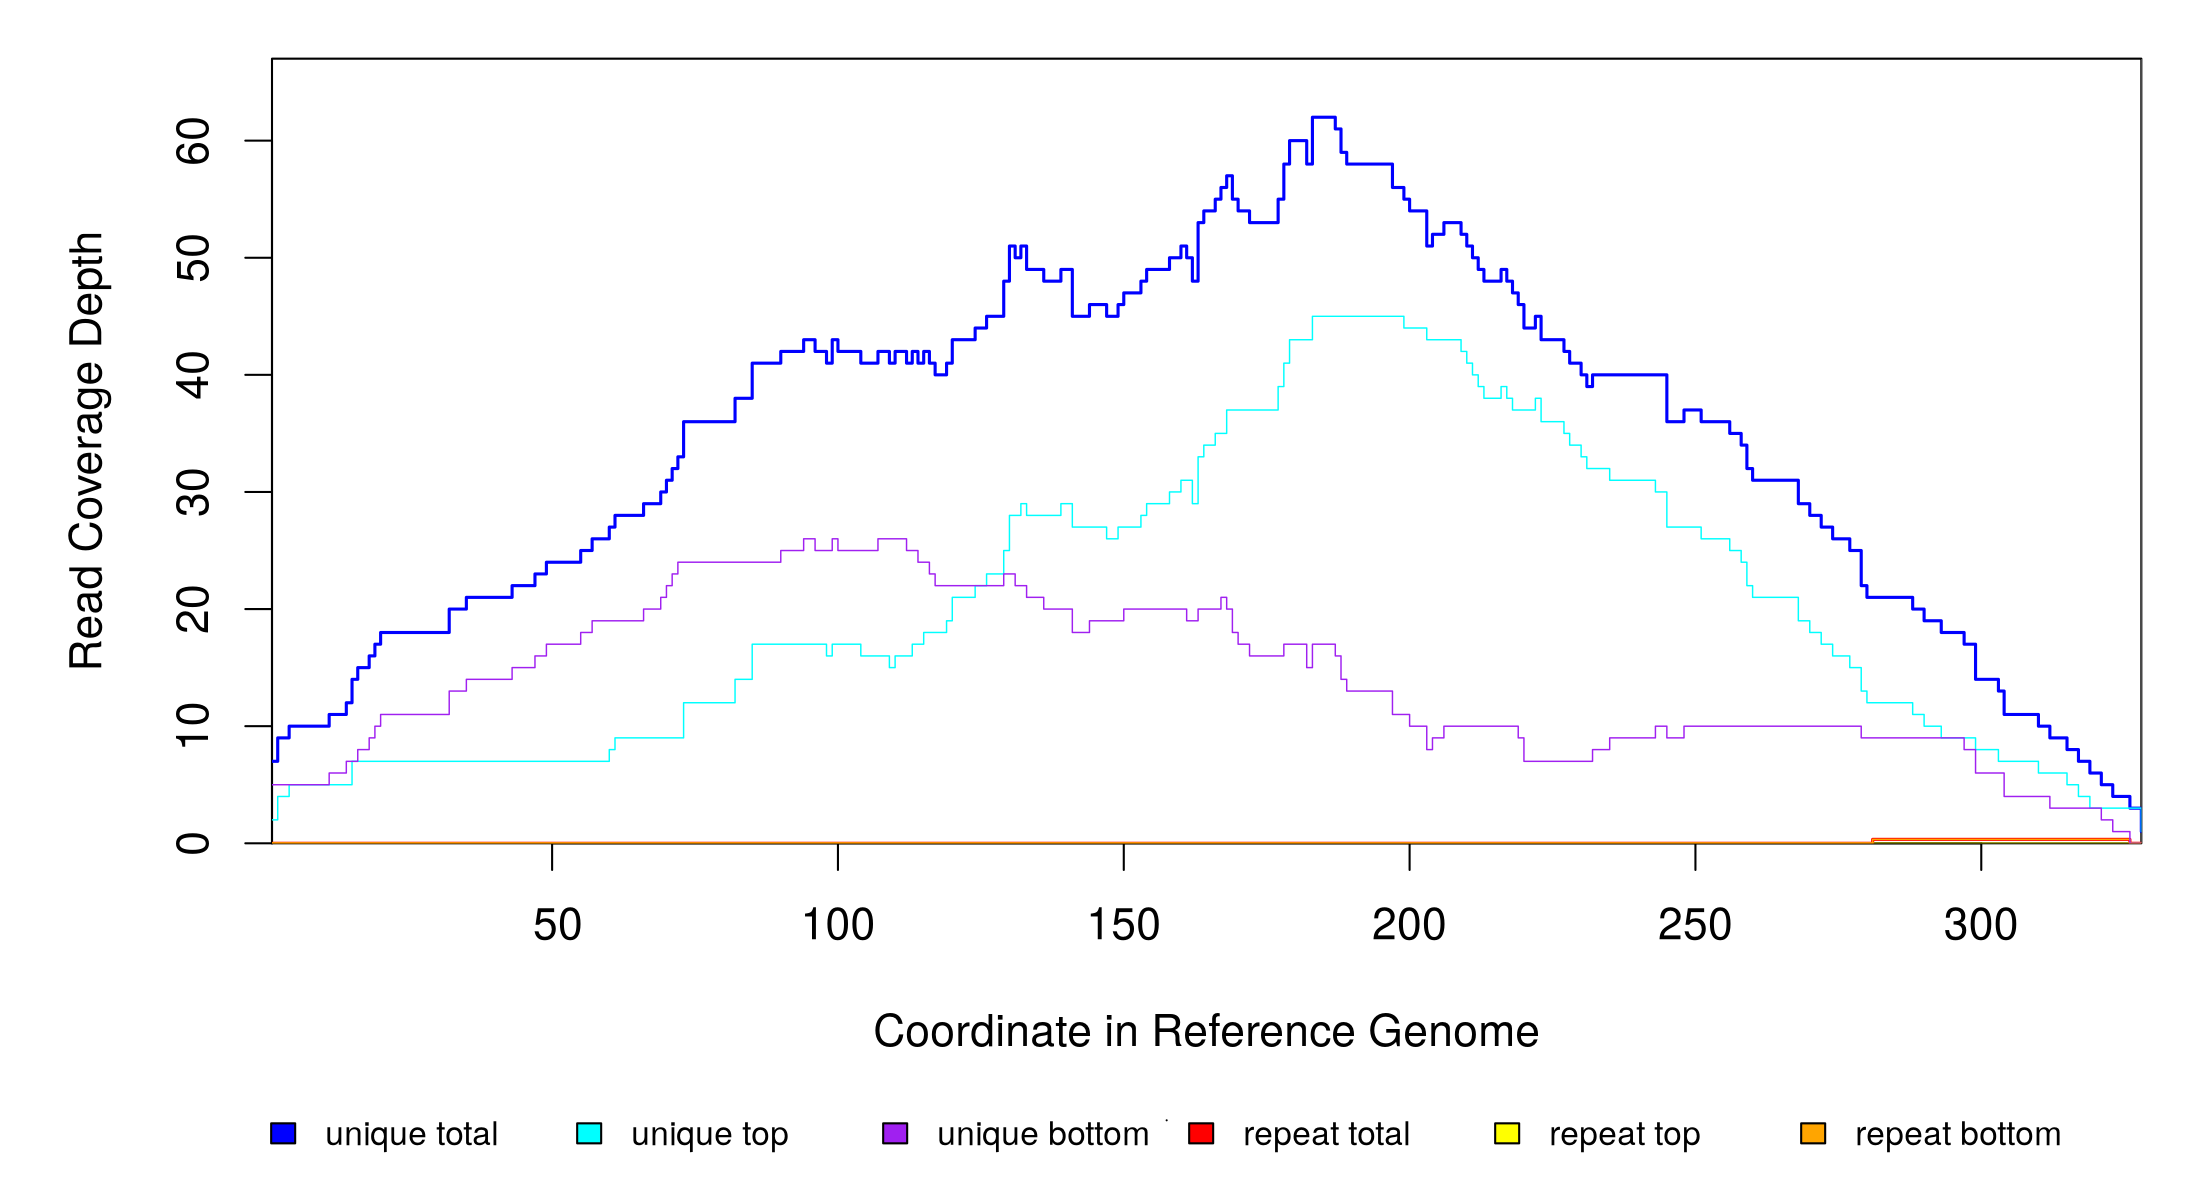 Read Coverage Depth
60
50
40
30
20
10
0
50 100 150 200 250 300
Coordinate in Reference Genome
unique total unique top unique bottom repeat total repeat top repeat bottom